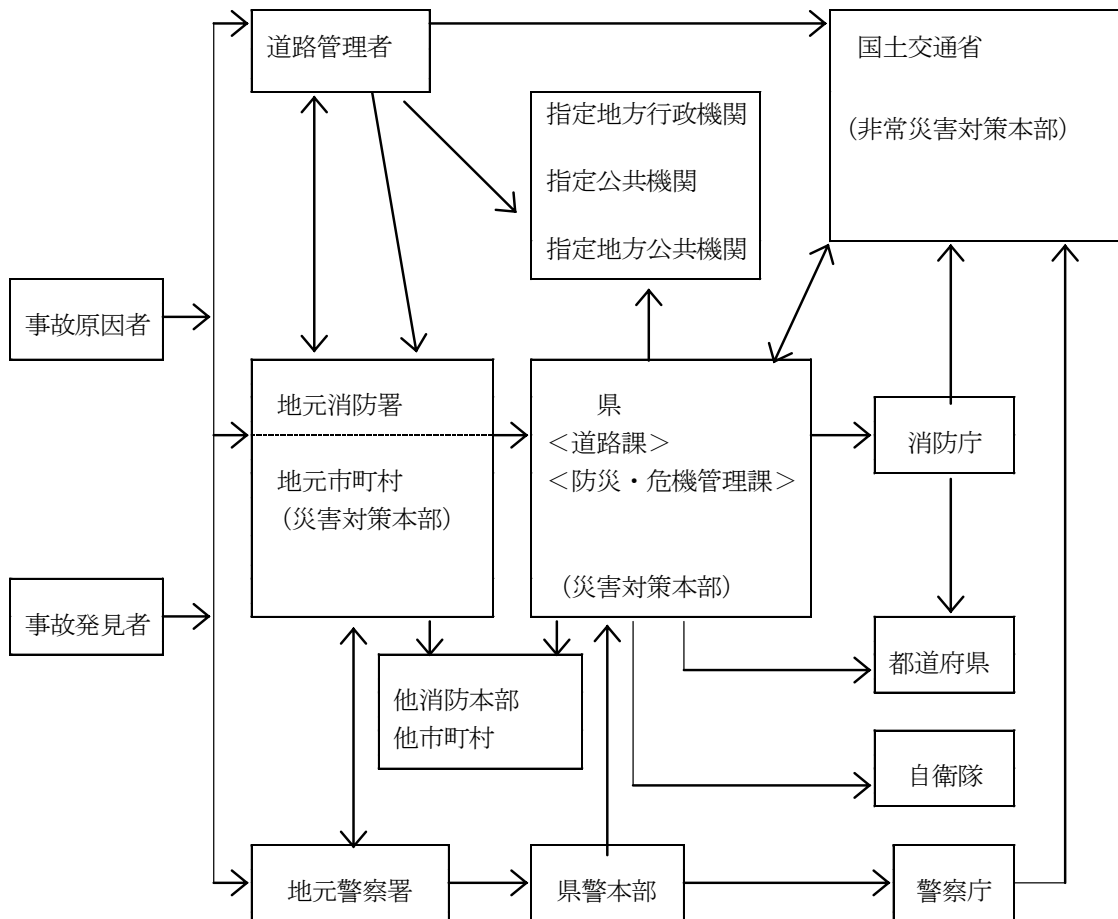 道路管理者
国土交通省
（非常災害対策本部）
指定地方行政機関
指定公共機関
指定地方公共機関
事故原因者
地元消防署
地元市町村
（災害対策本部）
県
＜道路課＞
＜防災・危機管理課＞
（災害対策本部）
消防庁
事故発見者
他消防本部
他市町村
都道府県
自衛隊
地元警察署
県警本部
警察庁